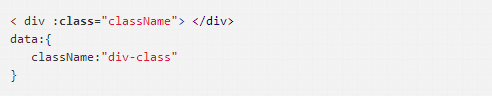 < div :class="className"> </div>
data:{
   className:"div-class"
}